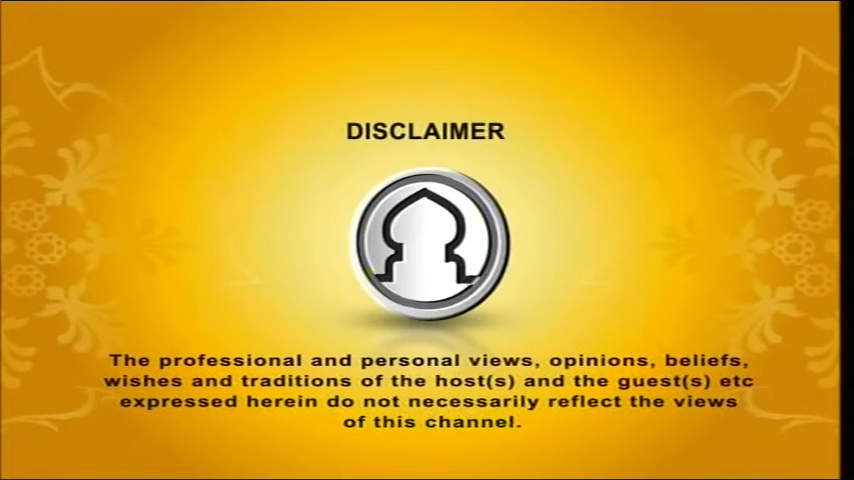 DISCLAIMER
The professional and personal views, opinions, beliefs,
wishes and traditions of the host(s) and the guest(s) etc
expressed herein do not necessarily reflect the views
of this channel.